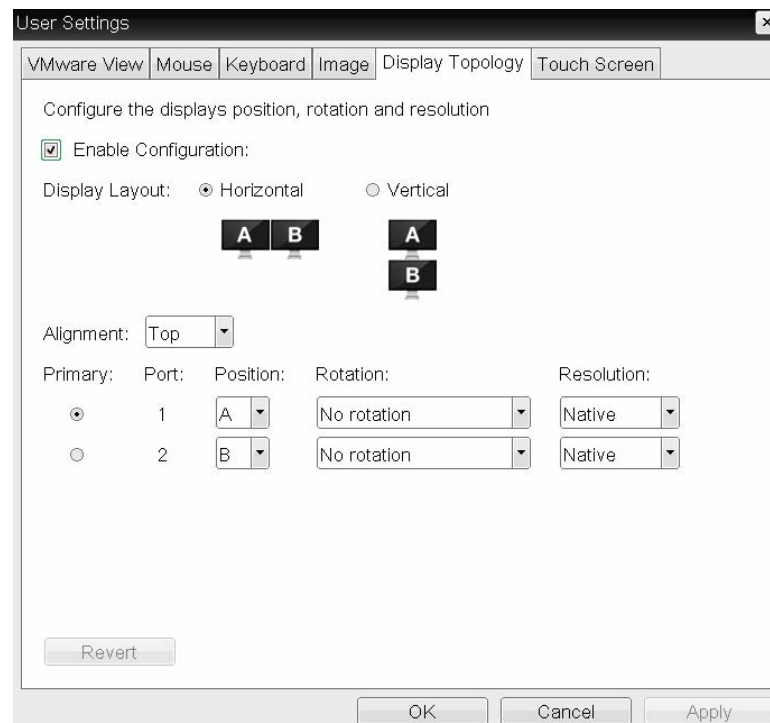 User Settings
VMware View Mouse Keyboard Image Display Topology Touch Screen
Configure the displays position, rotation and resolution
Enable Configuration:
Display Layout: Horizontal Vertical
A B A
B
Alignment: Top
Primary: Port: Position: Rotation: Resolution:
1 A No rotation Native
2 B No rotation Native
Revert
OK Cancel Apply